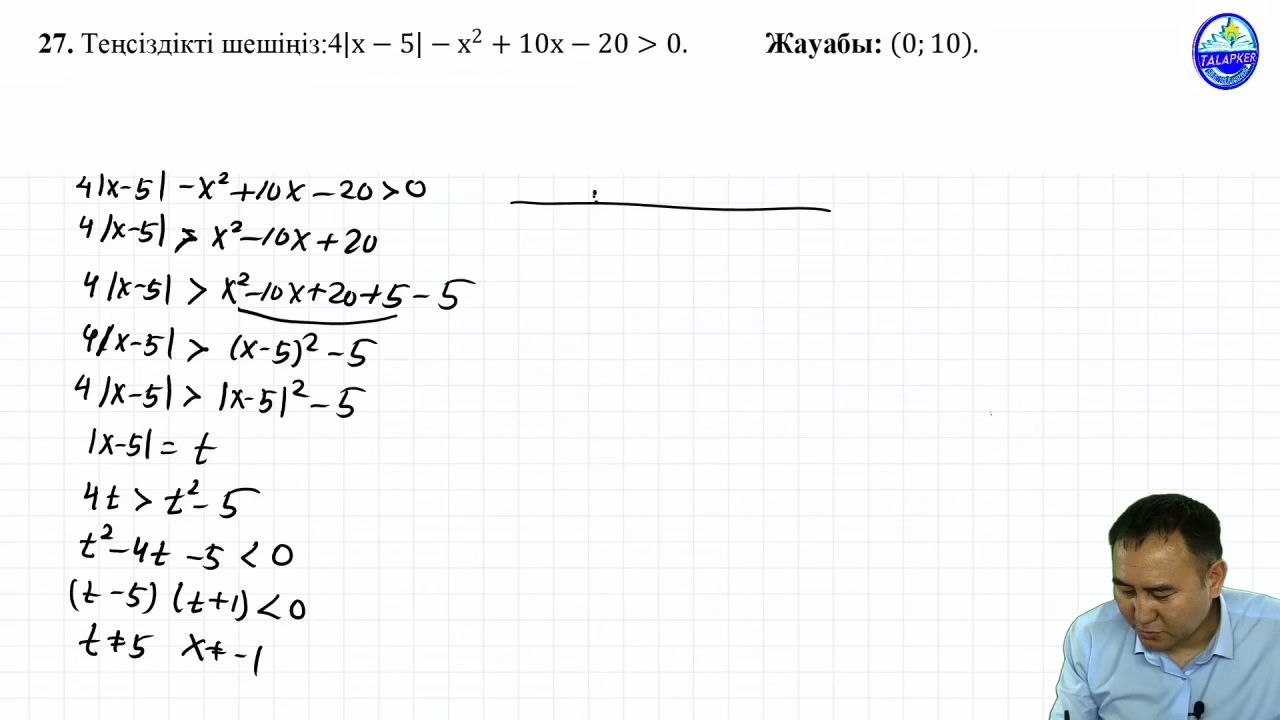 27. Теңсіздікті шешіңіз:4|x − 5| − x² + 10x − 20 > 0. Жауабы: (0; 10).
TALAPKER
4|x-5| -x²+10x-20>0
4|x-5| > x²-10x+20
4|x-5| > x²-10x+20+5-5
4|x-5| > (x-5)²-5
4|x-5| > |x-5|²-5
|x-5| = t
4t > t²-5
t²-4t-5<0
(t-5) (t+1)<0
t≠5 x≠-1